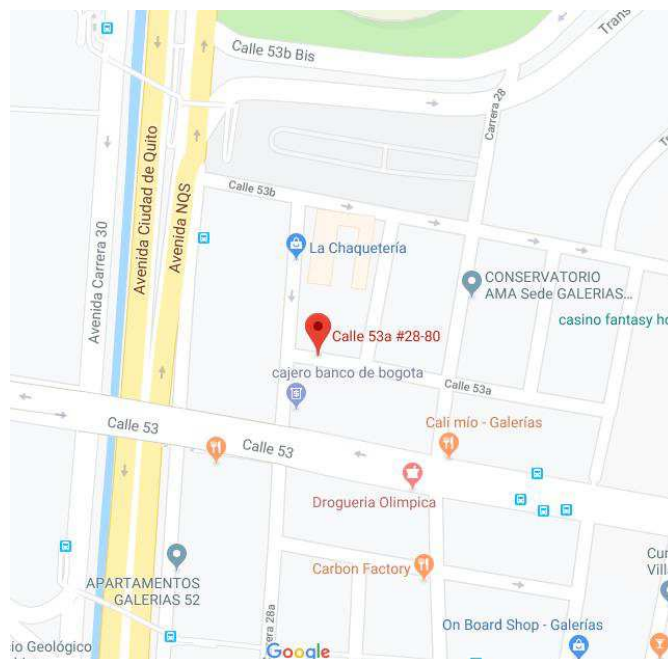 Calle 53b Bis
Trans
Carrera 28
Avenida Ciudad de Quito
Avenida NQS
Avenida Carrera 30
Calle 53b
La Chaquetería
CONSERVATORIO
AMA Sede GALERIAS...
casino fantasy ho
Calle 53a #28-80
cajero banco de bogota
Calle 53a
Calle 53
Calle 53
Cali mío - Galerías
Drogueria Olimpica
Carbon Factory
APARTAMENTOS
GALERIAS 52
Carrera 28a
Cur
Villa
On Board Shop - Galerías
io Geológico
Google